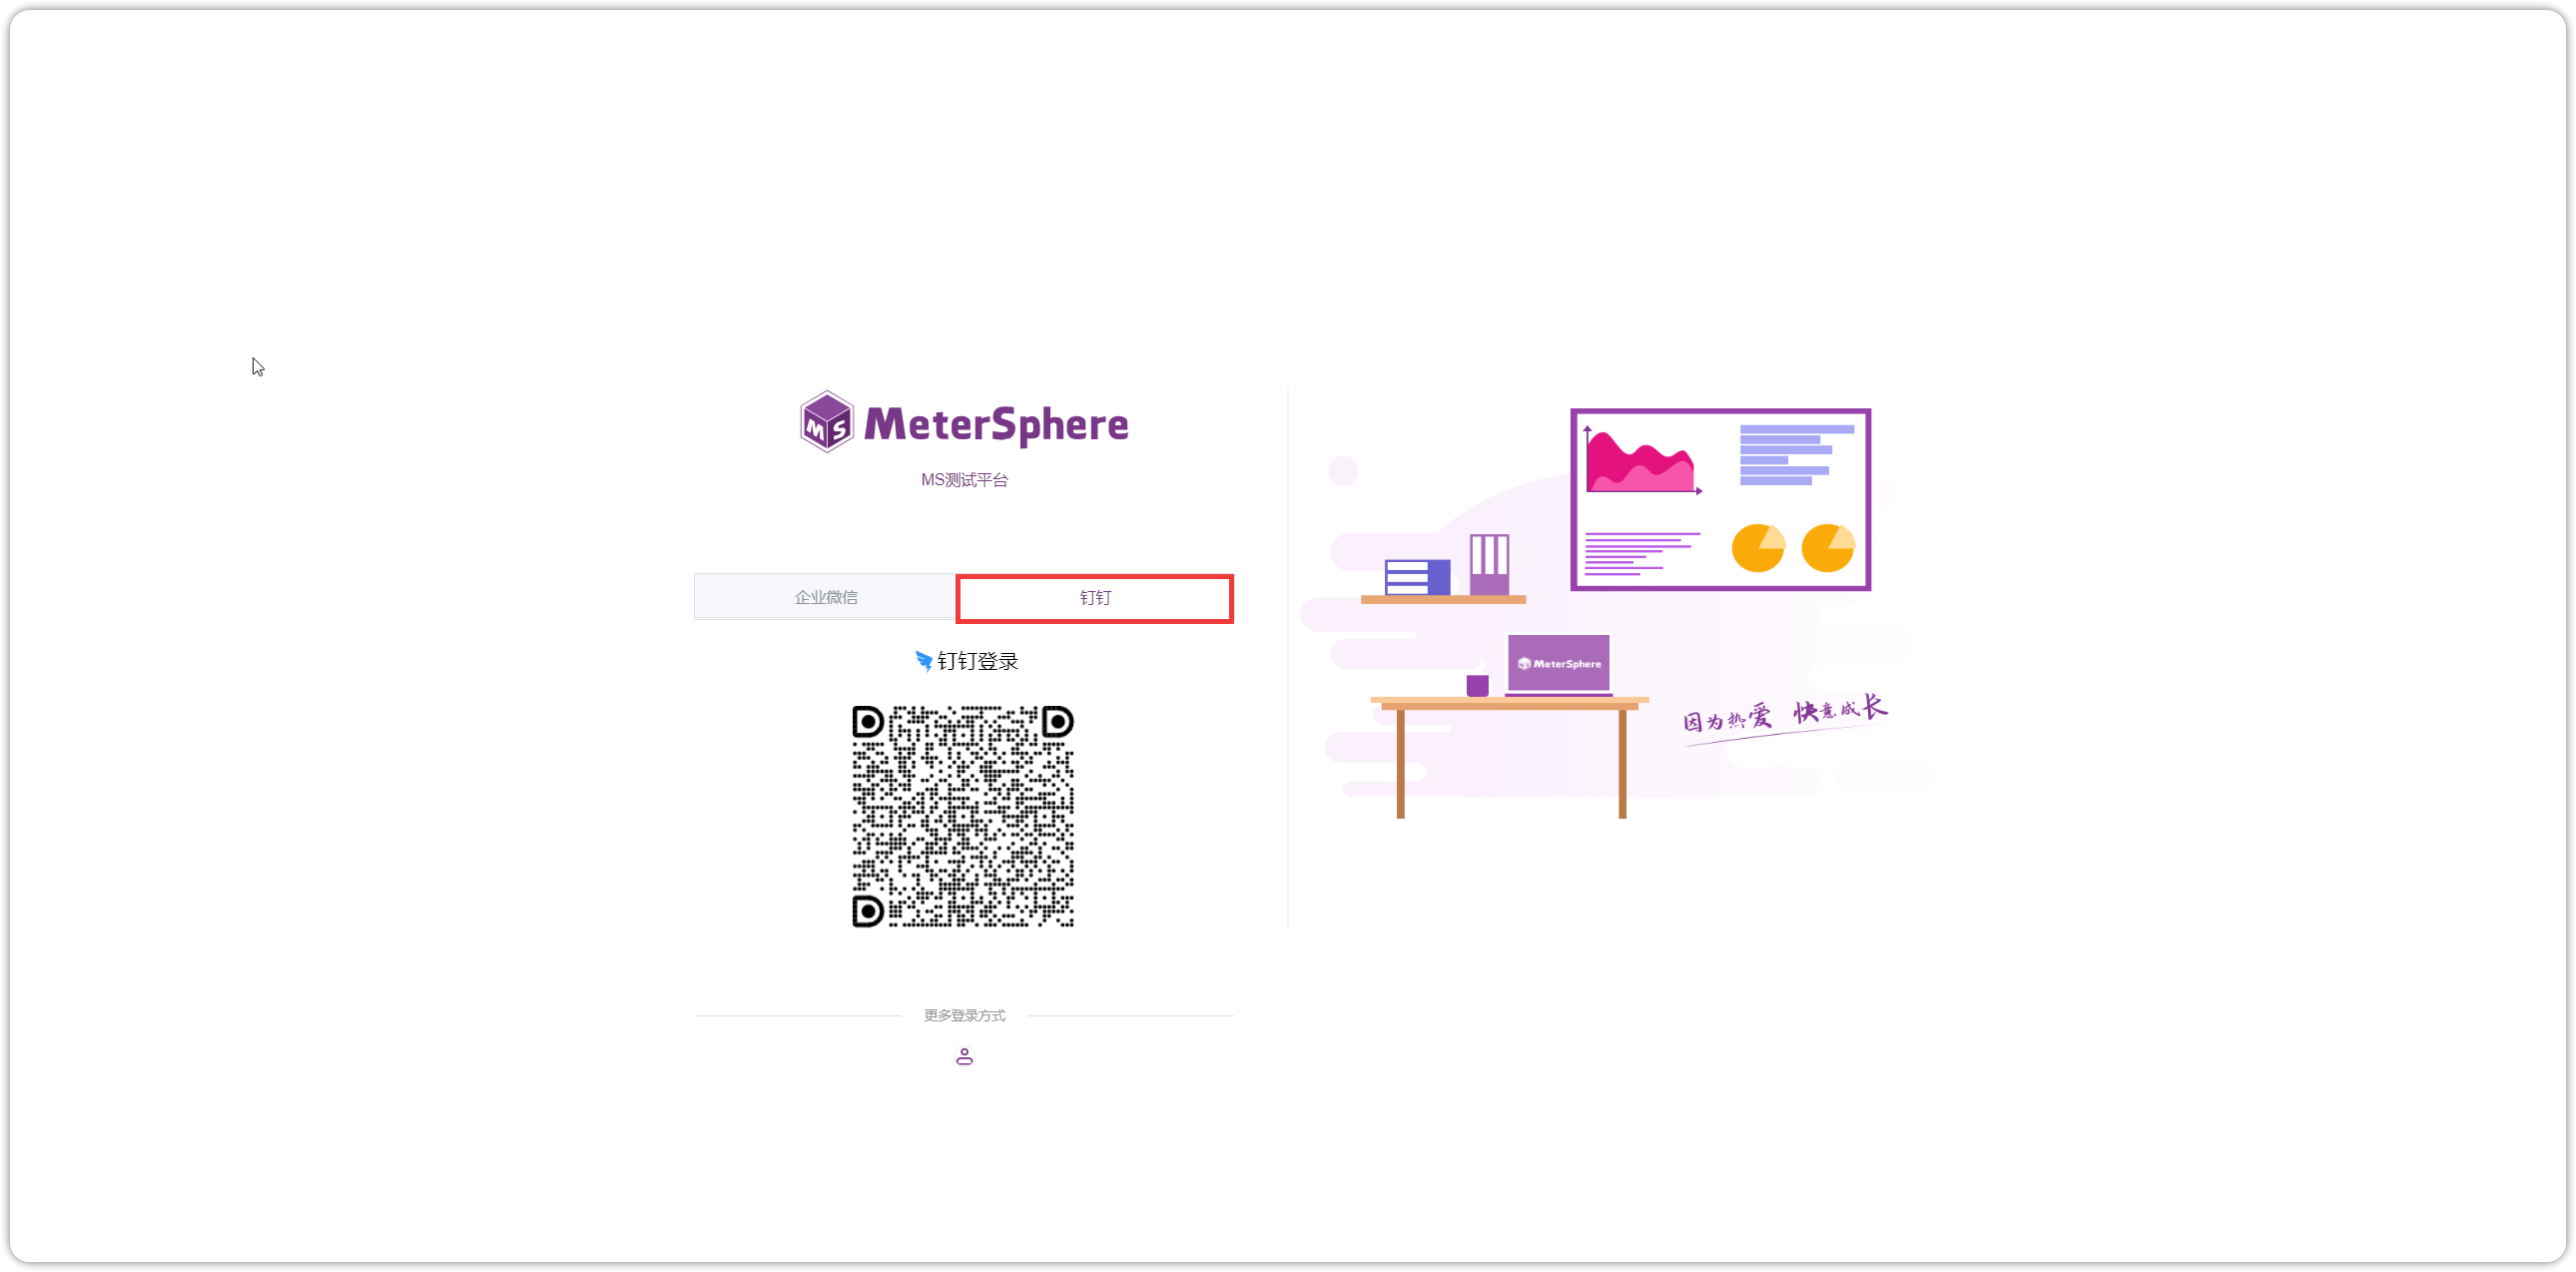 MS MeterSphere
MS测试平台
企业微信
钉钉
钉钉登录
更多登录方式
MeterSphere
因为热爱 快意成长